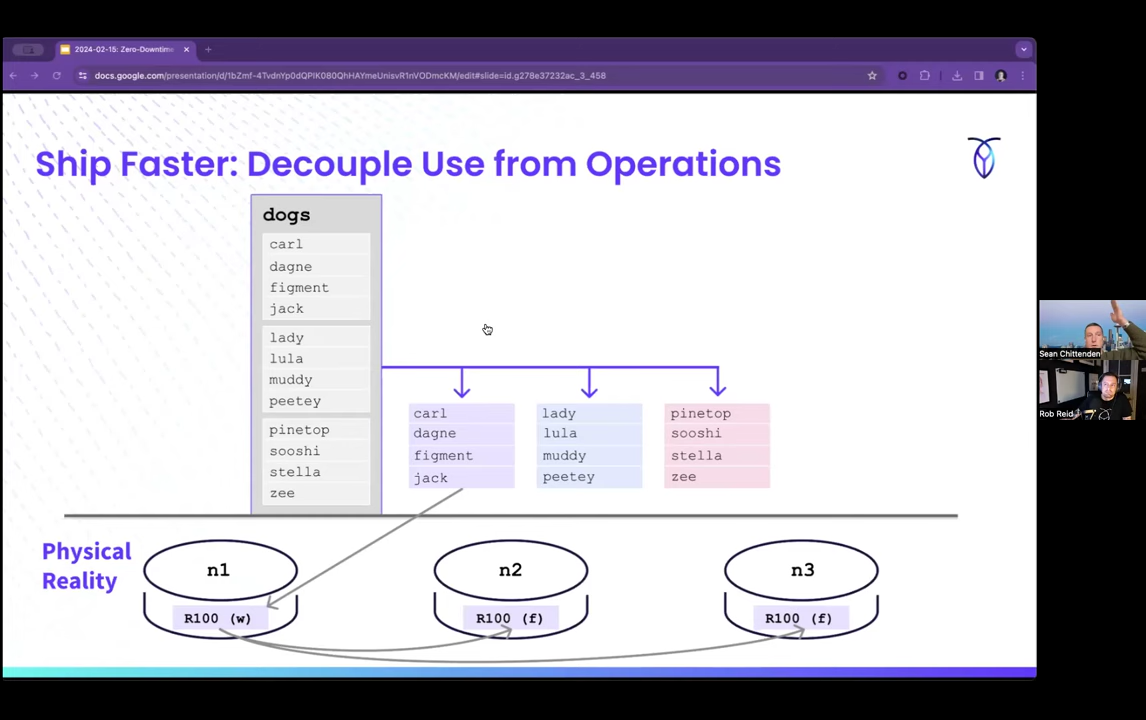 2024-02-15: Zero-Downtime
docs.google.com/presentation/d/1bZmf-4TvdnYp0dQPIK080QhHAYmeUnisvR1nVODmcKM/edit#slide=id.g278e37232ac_3_458
Ship Faster: Decouple Use from Operations
dogs
carl
dagne
figment
jack
lady
lula
muddy
peetey
pinetop
sooshi
stella
zee
carl
dagne
figment
jack
lady
lula
muddy
peetey
pinetop
sooshi
stella
zee
Physical
Reality
n1
R100 (w)
n2
R100 (f)
n3
R100 (f)
Sean Chittenden
Rob Reid